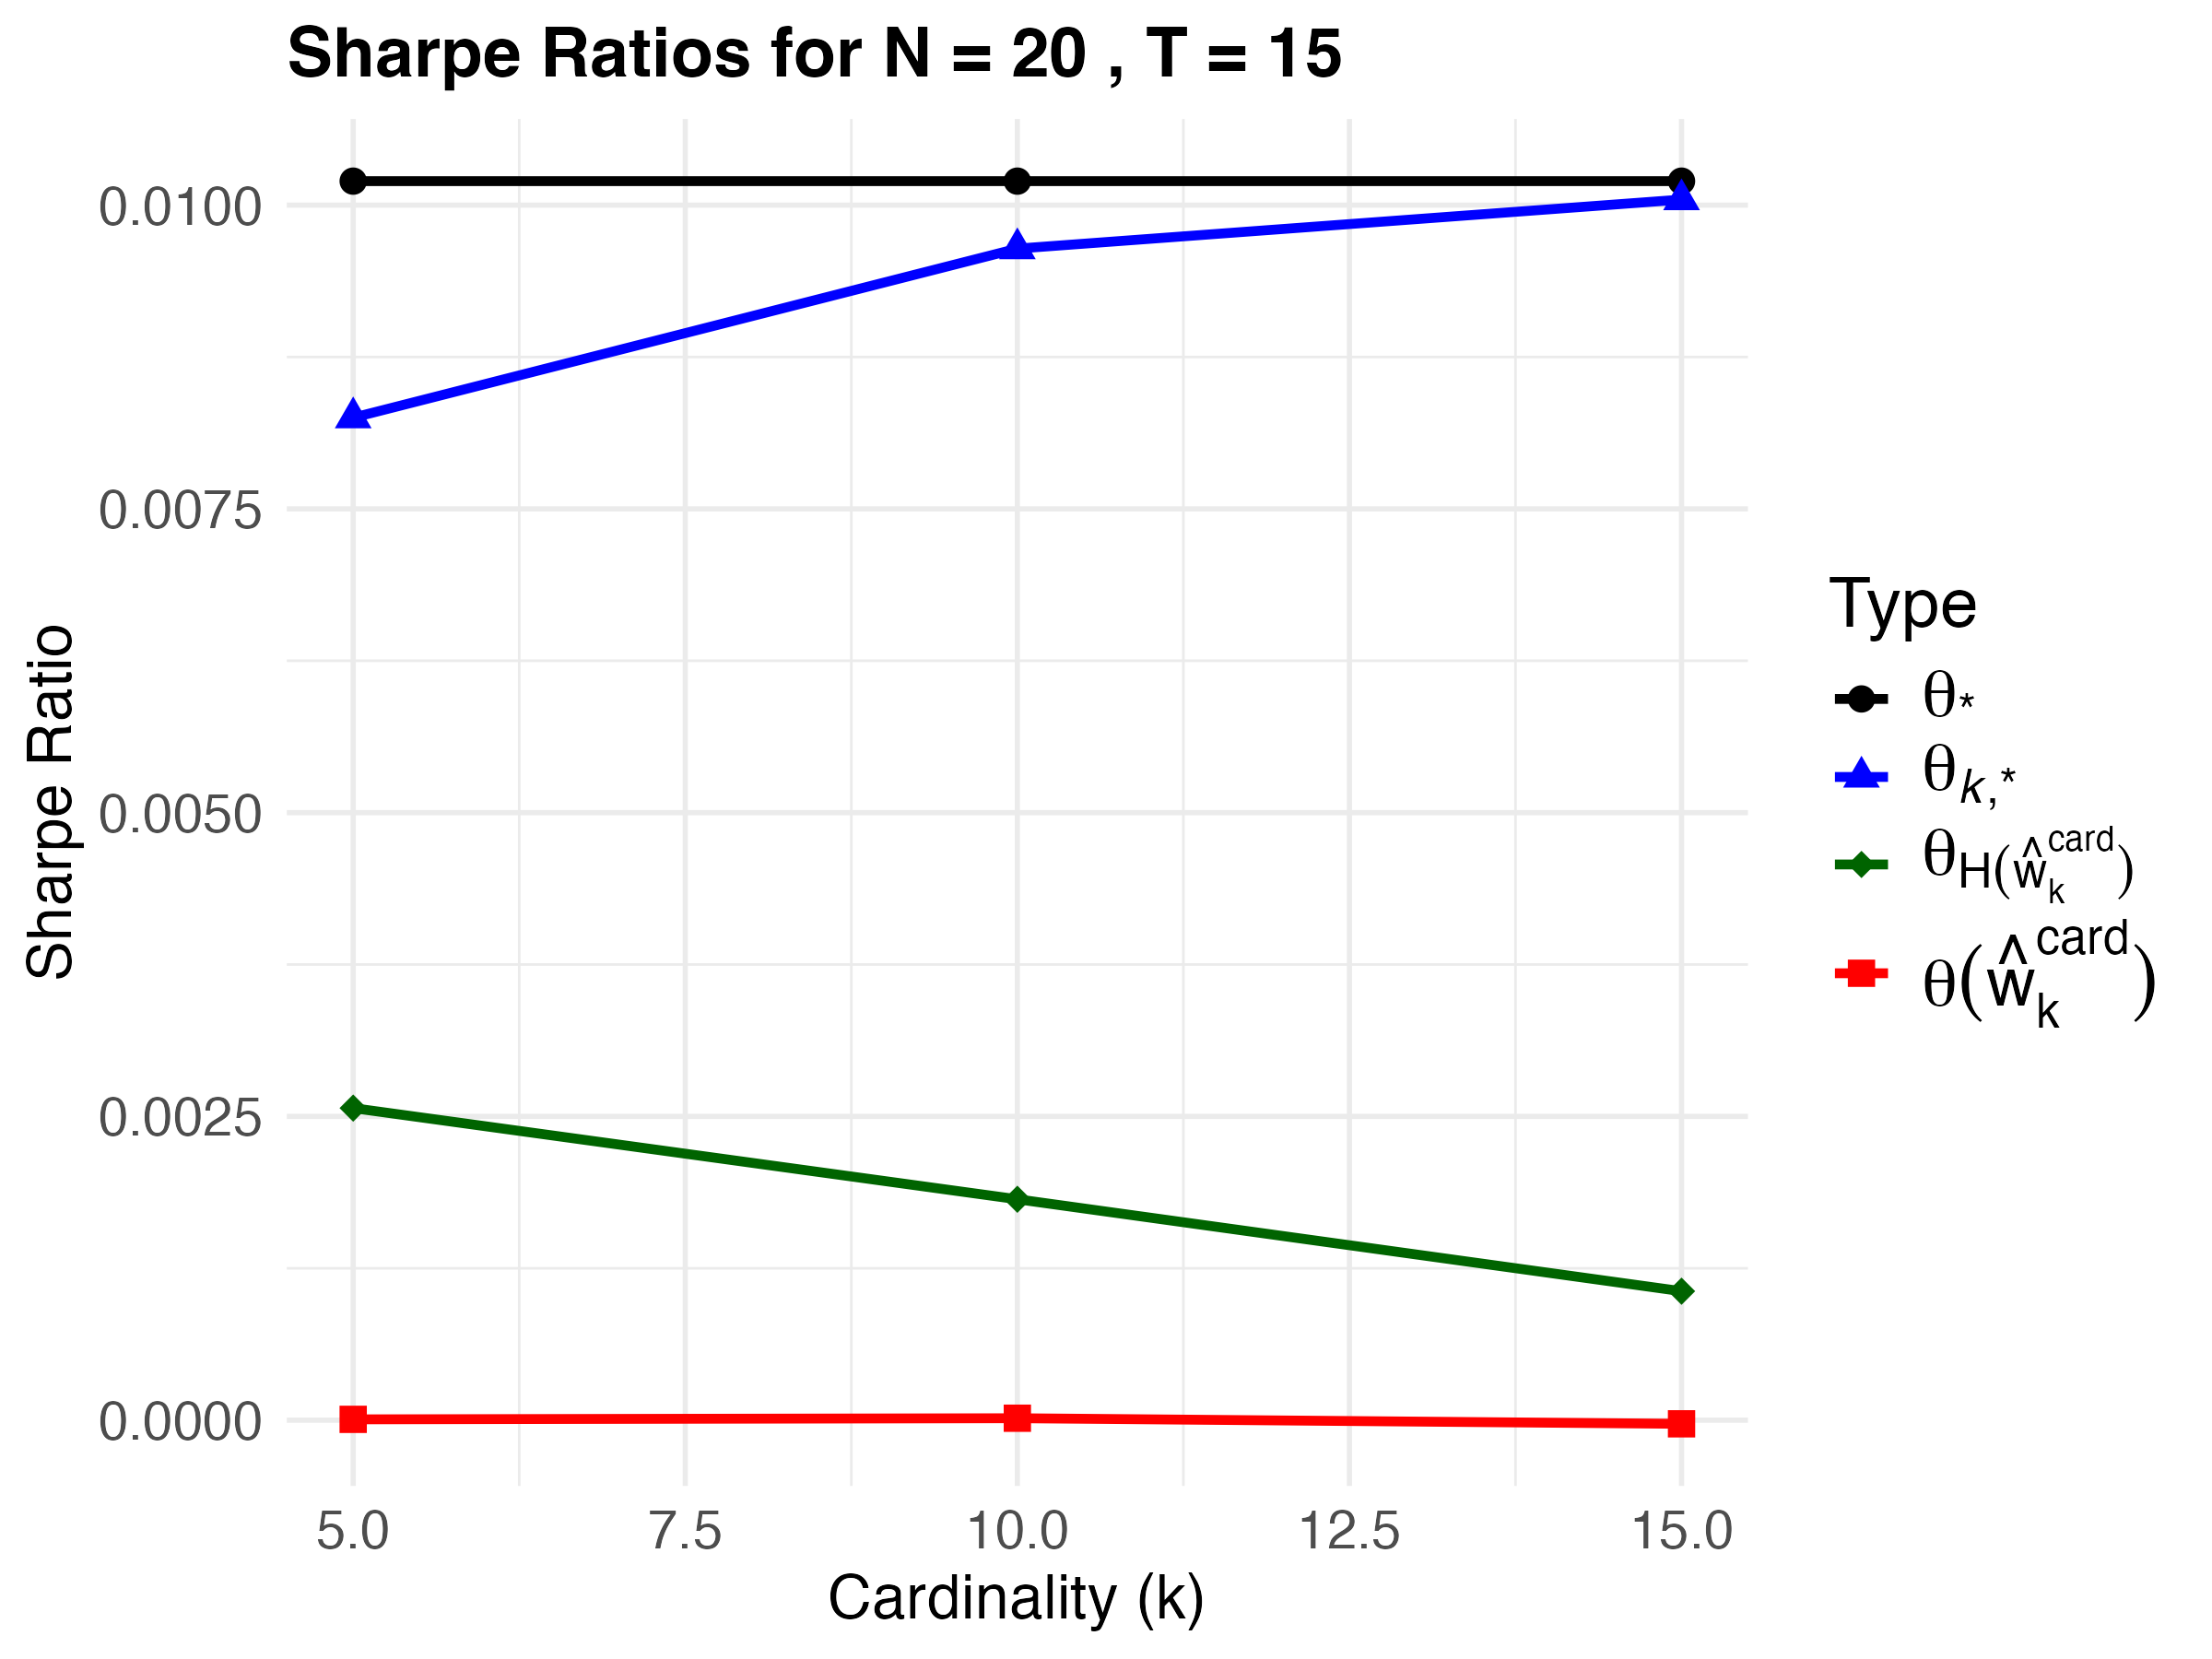 Sharpe Ratios for N = 20 , T = 15
Sharpe Ratio
0.0100
0.0075
0.0050
0.0025
0.0000
5.0 7.5 10.0 12.5 15.0
Cardinality (k)
Type
θ*
θk,*
θH(ŵk^card)
θ(ŵk^card)